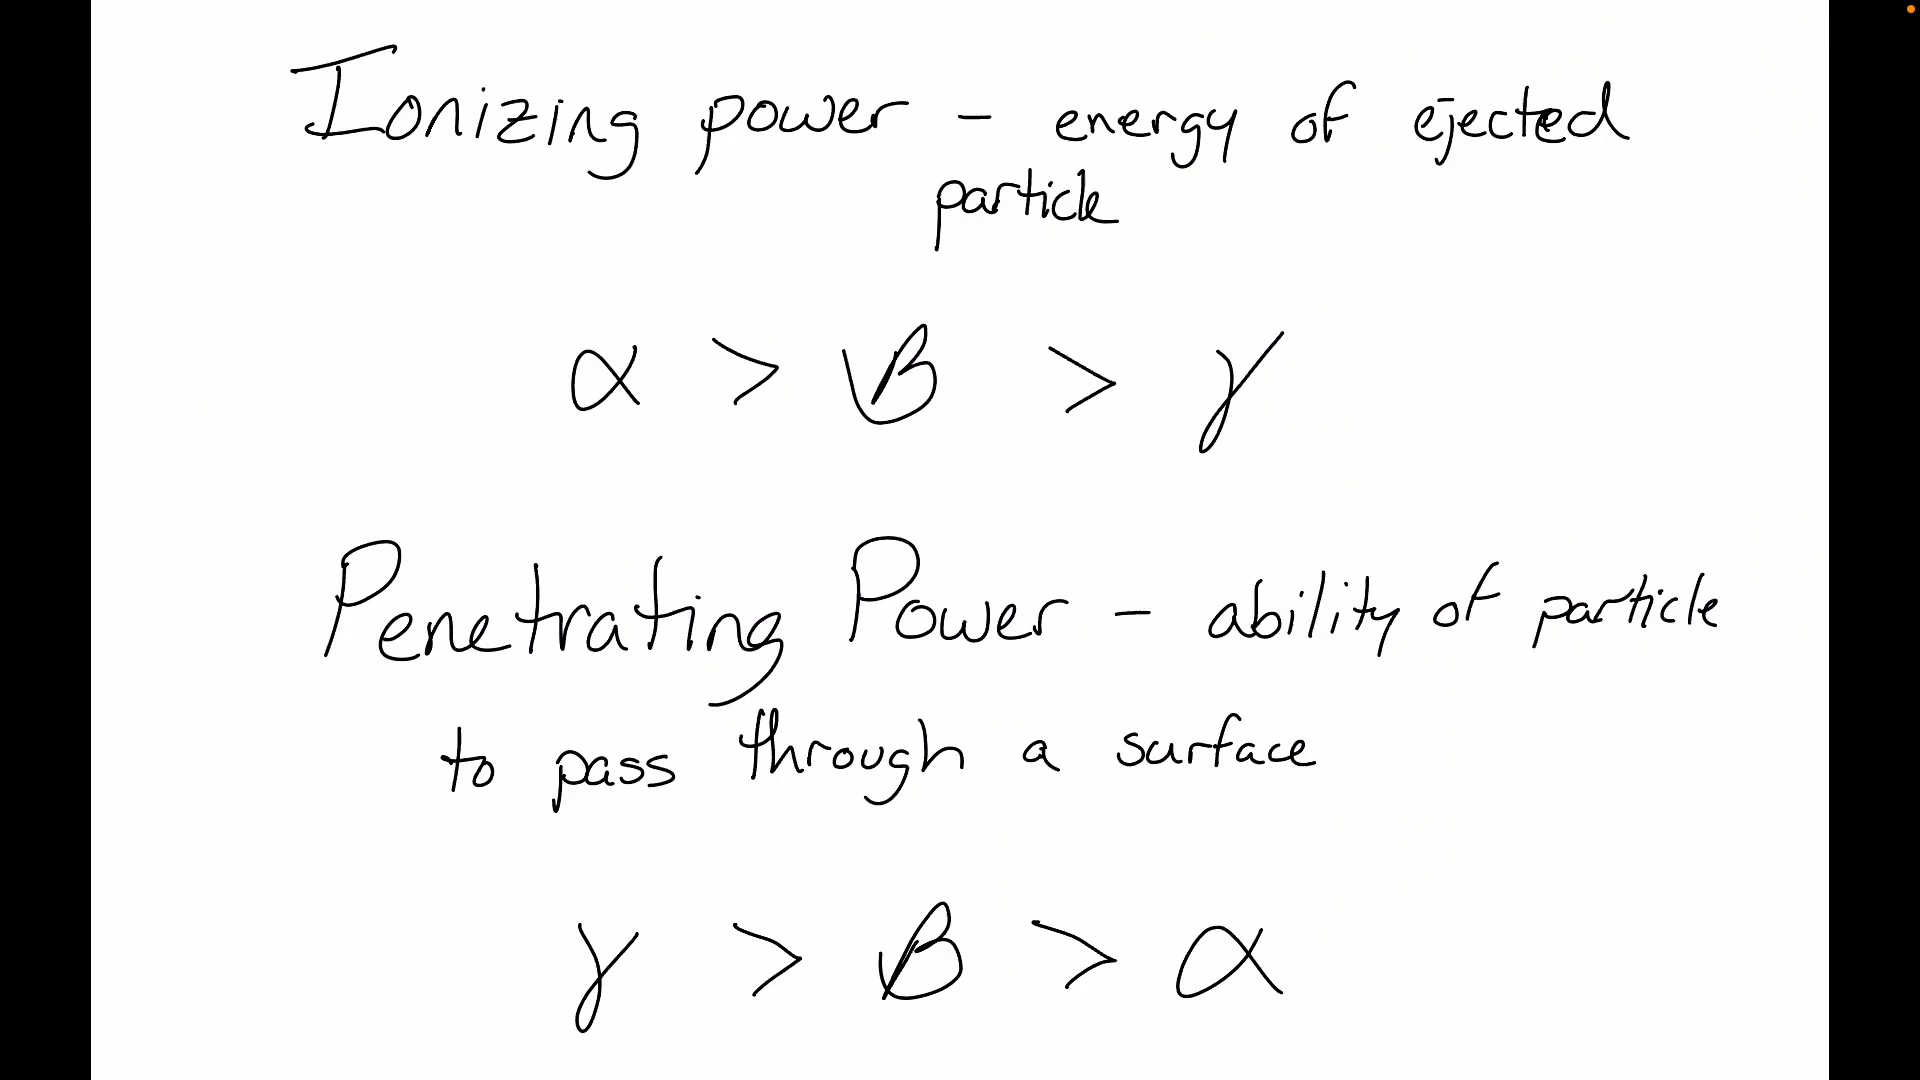 Ionizing power - energy of ejected
particle
α > β > γ
Penetrating Power - ability of particle
to pass through a surface
γ > β > α